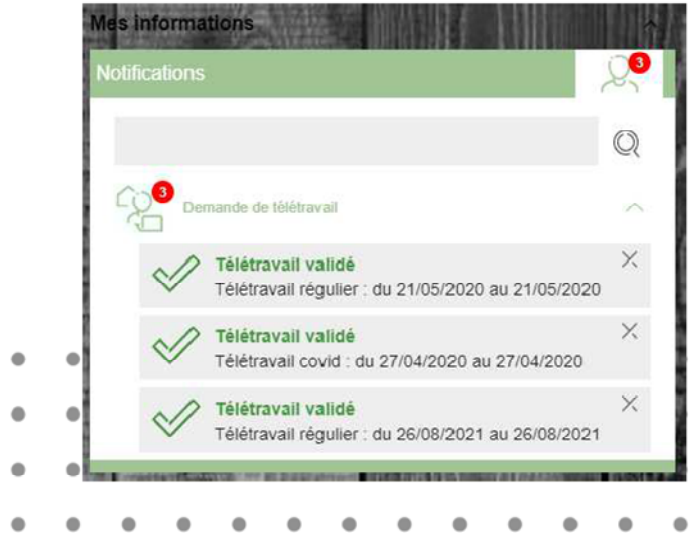 Mes informations
Notifications
3
3
Demande de télétravail
Télétravail validé
Télétravail régulier : du 21/05/2020 au 21/05/2020
Télétravail validé
Télétravail covid : du 27/04/2020 au 27/04/2020
Télétravail validé
Télétravail régulier : du 26/08/2021 au 26/08/2021